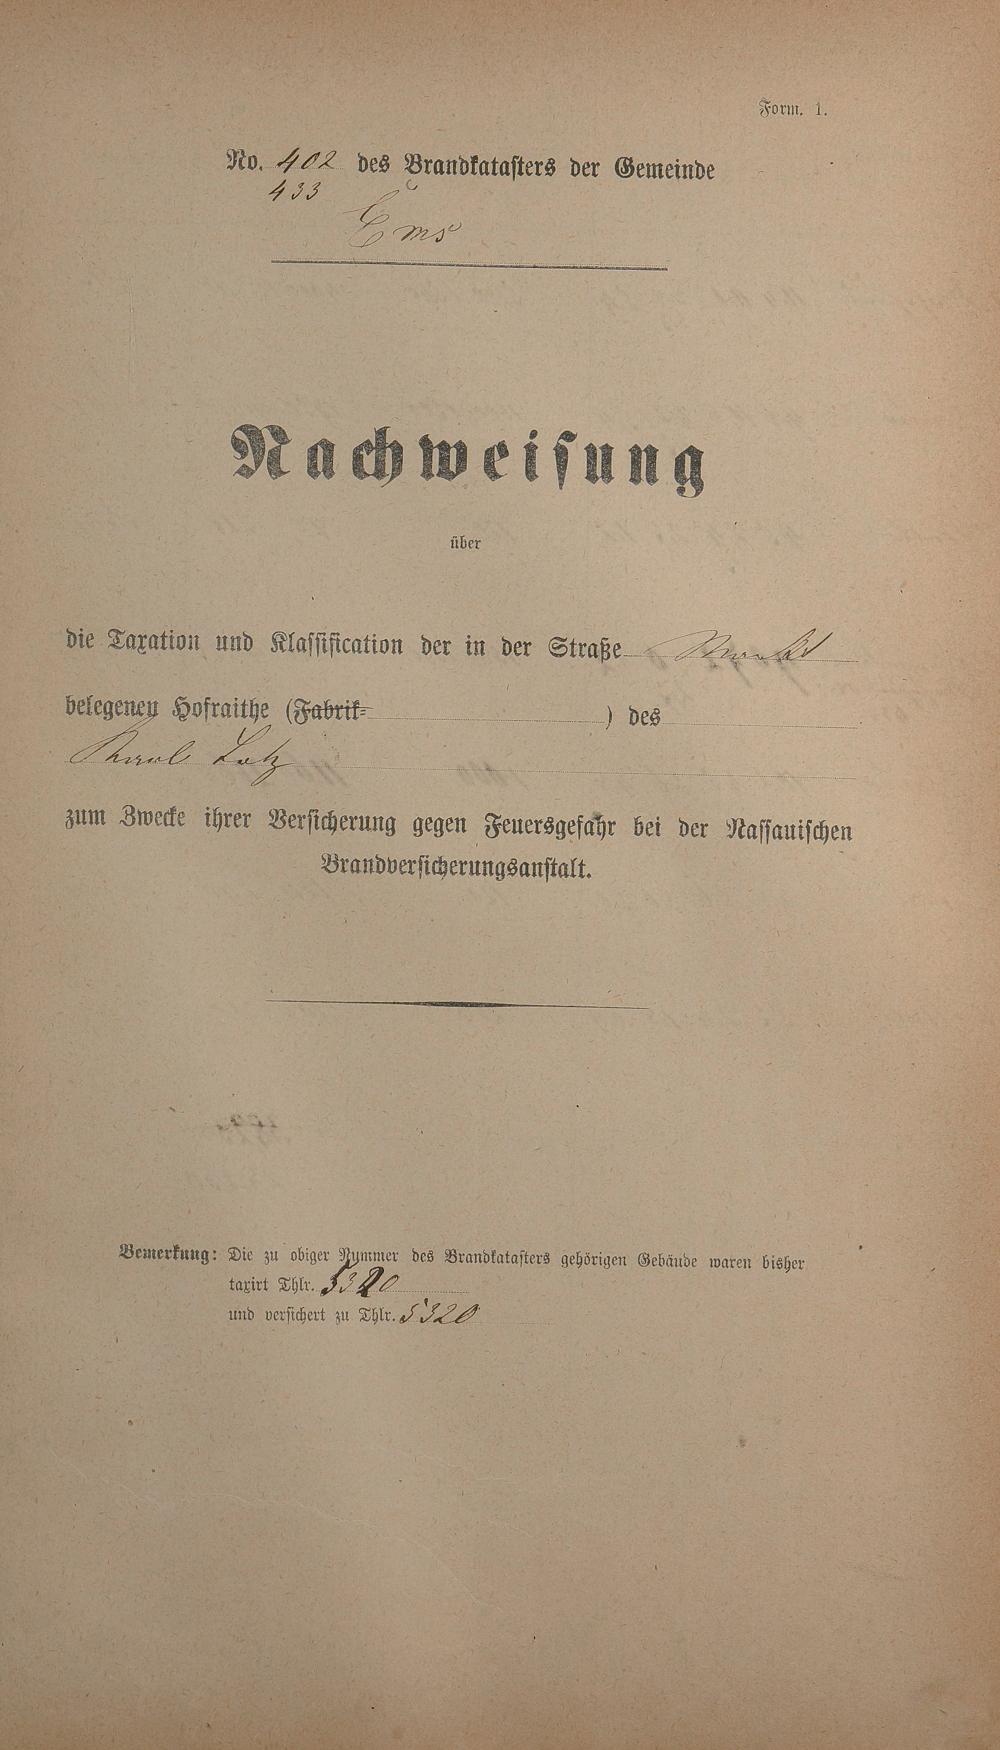 Form. 1.
No. 402 des Brandkatasters der Gemeinde
433
Ems
Nachweisung
über
die Taxation und Klassification der in der Straße Markt
belegenen Hofraithe (Fabrik= ) des
Karl Lotz
zum Zwecke ihrer Versicherung gegen Feuersgefahr bei der Nassauischen
Brandversicherungsanstalt.
Bemerkung: Die zu obiger Nummer des Brandkatasters gehörigen Gebäude waren bisher
taxirt Thlr. 5320
und versichert zu Thlr. 5320